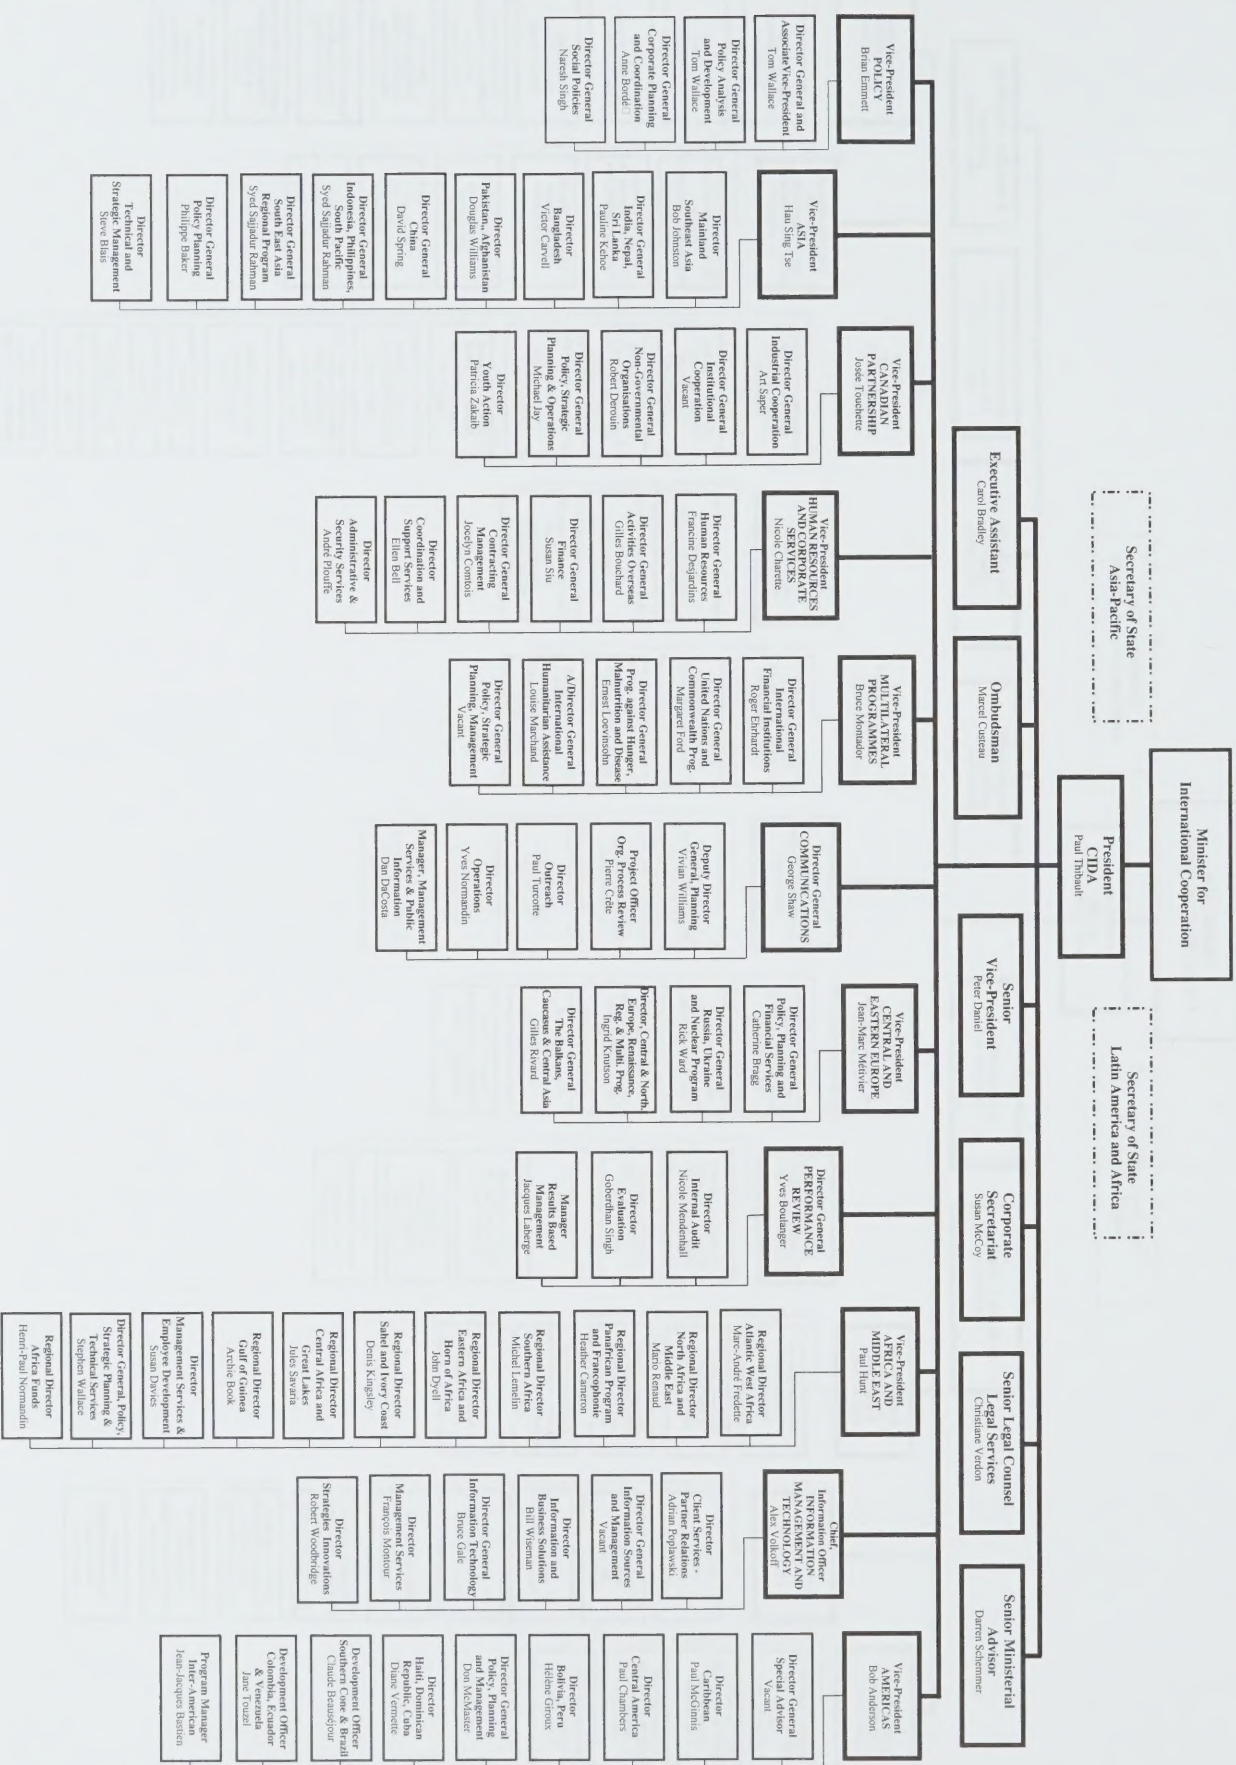 Minister for
International Cooperation
Secretary of State
Asia-Pacific
President
CIDA
Paul Thibault
Secretary of State
Latin America and Africa
Executive Assistant
Carol Bradley
Ombudsman
Marcel Custeau
Senior
Vice-President
Peter Daniel
Corporate
Secretariat
Susan McCoy
Senior Legal Counsel
Legal Services
Christiane Verdon
Senior Ministerial
Advisor
Darren Schemmer
Vice-President
POLICY
Brian Emmett
Director General and
AssociateVice-President
Tom Wallace
Director General
Policy Analysis
and Development
Tom Wallace
Director General
Corporate Planning
and Coordination
Anne Bordé
Director General
Social Policies
Naresh Singh
Vice-President
ASIA
Hau Sing Tse
Director
Mainland
Southeast Asia
Bob Johnston
Director General
India, Nepal,
Sri Lanka
Pauline Kehoe
Director
Bangladesh
Victor Carvell
Director
Pakistan,, Afghanistan
Douglas Williams
Director General
China
David Spring
Director General
Indonesia, Philippines,
South Pacific
Syed Sajjadur Rahman
Director General
South East Asia
Regional Program
Syed Sajjadur Rahman
Director General
Policy Planning
Philippe Baker
Director
Technical and
Strategic Management
Steve Blais
Vice-President
CANADIAN
PARTNERSHIP
Josée Touchette
Director General
Industrial Cooperation
Art Saper
Director General
Institutional
Cooperation
Vacant
Director General
Non-Governmental
Organisations
Robert Derouin
Director General
Policy, Strategic
Planning & Operations
Michael Jay
Director
Youth Action
Patricia Zakaib
Vice-President
HUMAN RESOURCES
AND CORPORATE
SERVICES
Nicole Charette
Director General
Human Resources
Francine Desjardins
Director General
Activities Overseas
Gilles Bouchard
Director General
Finance
Susan Siu
Director General
Contracting
Management
Jocelyn Comtois
Director
Coordination and
Support Services
Ellen Bell
Director
Administrative &
Security Services
André Plouffe
Vice-President
MULTILATERAL
PROGRAMMES
Bruce Montador
Director General
International
Financial Institutions
Roger Ehrhardt
Director General
United Nations and
Commonwealth Prog.
Margaret Ford
Director General
Prog. against Hunger,
Malnutrition and Disease
Ernest Loevinsohn
A/Director General
International
Humanitarian Assistance
Louise Marchand
Director General
Policy, Strategic
Planning, Management
Vacant
Director General
COMMUNICATIONS
George Shaw
Deputy Director
General, Planning
Vivian Williams
Project Officer
Org. Process Review
Pierre Crête
Director
Outreach
Paul Turcotte
Director
Operations
Yves Normandin
Manager, Management
Services & Public
Information
Dan DaCosta
Vice-President
CENTRAL AND
EASTERN EUROPE
Jean-Marc Métivier
Director General
Policy, Planning and
Financial Services
Catherine Bragg
Director General
Russia, Ukraine
and Nuclear Program
Rick Ward
Director, Central & North.
Europe, Renaissance,
Reg. & Multi. Prog.
Ingrid Knutson
Director General
The Balkans,
Caucasus & Central Asia
Gilles Rivard
Director General
PERFORMANCE
REVIEW
Yves Boulanger
Director
Internal Audit
Nicole Mendenhall
Director
Evaluation
Goberdhan Singh
Manager
Results Based
Management
Jacques Laberge
Vice-President
AFRICA AND
MIDDLE EAST
Paul Hunt
Regional Director
Atlantic West Africa
Marc-André Fredette
Regional Director
North Africa and
Middle East
Mario Renaud
Regional Director
Panafrican Program
and Francophonie
Heather Cameron
Regional Director
Southern Africa
Michel Lemelin
Regional Director
Eastern Africa and
Horn of Africa
John Dyell
Regional Director
Sahel and Ivory Coast
Denis Kingsley
Regional Director
Central Africa and
Great Lakes
Jules Savaria
Regional Director
Gulf of Guinea
Archie Book
Director
Management Services &
Employee Development
Susan Davies
Director General, Policy,
Strategic Planning &
Technical Services
Stephen Wallace
Regional Director
Africa Funds
Henri-Paul Normandin
Chief,
Information Officer
INFORMATION
MANAGEMENT AND
TECHNOLOGY
Alex Volkoff
Director
Client Services -
Partner Relations
Adrian Poplawski
Director General
Information Sources
and Management
Vacant
Director
Information and
Business Solutions
Bill Wiseman
Director General
Information Technology
Bruce Gale
Director
Management Services
François Montour
Director
Strategies Innovations
Robert Woodbridge
Vice-President
AMERICAS
Bob Anderson
Director General
Special Advisor
Vacant
Director
Caribbean
Paul McGinnis
Director
Central America
Paul Chambers
Director
Bolivia, Peru
Hélène Giroux
Director General
Policy, Planning
and Management
Don McMaster
Director
Haiti, Dominican
Republic, Cuba
Diane Vermette
Development Officer
Southern Cone & Brazil
Claude Beauséjour
Development Officer
Colombia, Ecuador
& Venezuela
Jane Touzel
Program Manager
Inter-American
Jean-Jacques Bastien